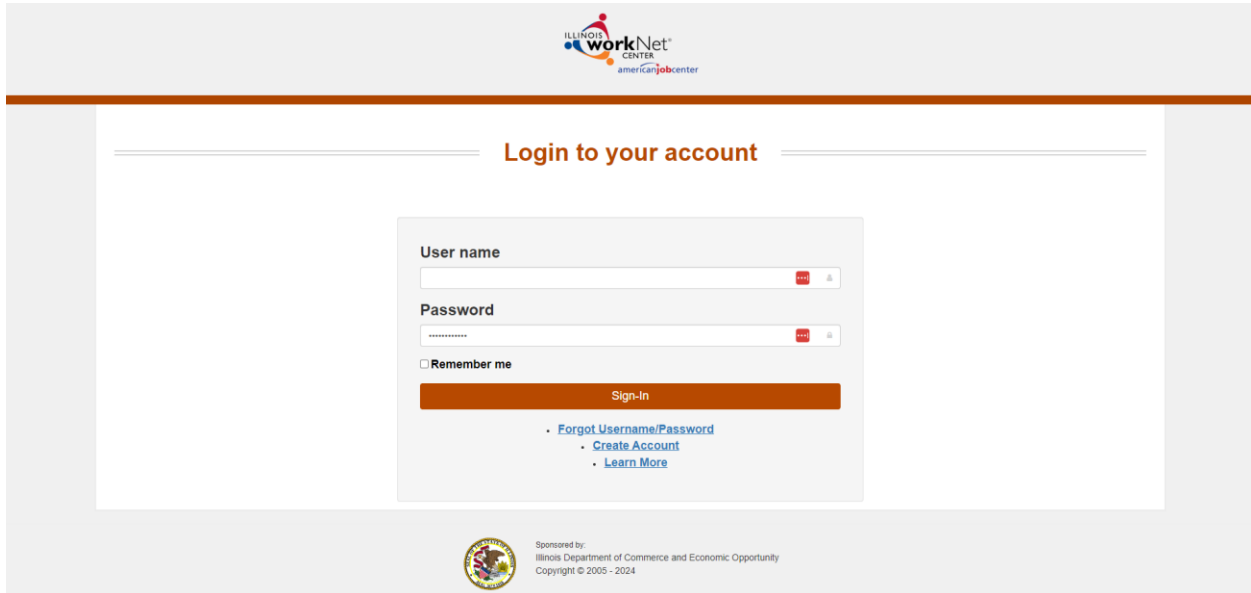 ILLINOIS
workNet®
CENTER
americanjobcenter
Login to your account
User name
Password
••••••••••••
Remember me
Sign-In
• Forgot Username/Password
• Create Account
• Learn More
Sponsored by:
Illinois Department of Commerce and Economic Opportunity
Copyright © 2005 - 2024